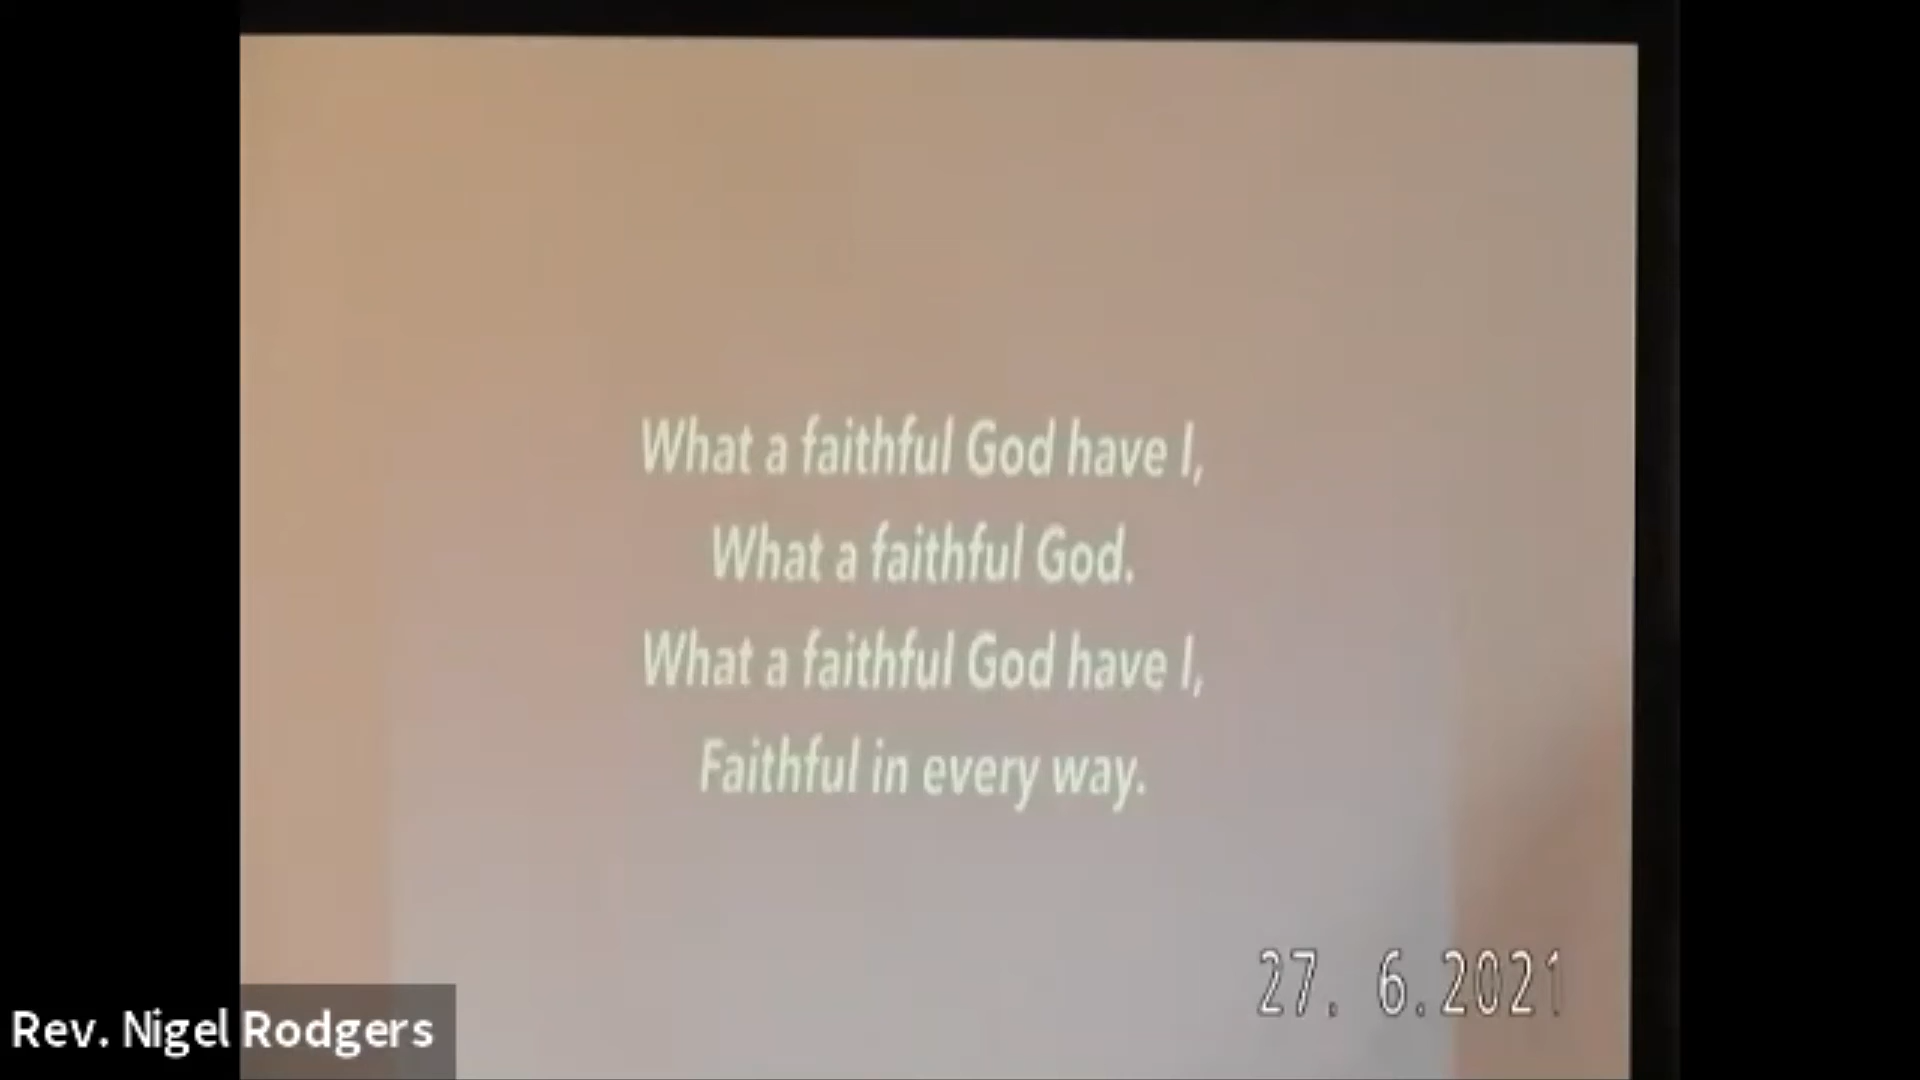 What a faithful God have I,
What a faithful God.
What a faithful God have I,
Faithful in every way.
27. 6.2021
Rev. Nigel Rodgers